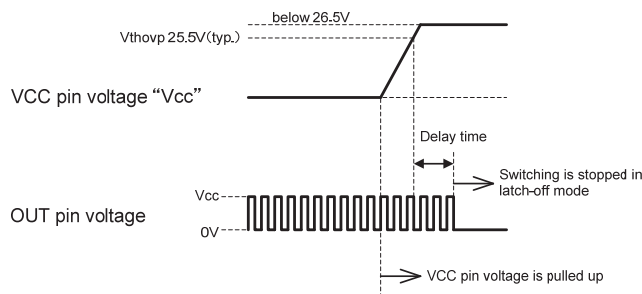 below 26.5V
Vthovp 25.5V(typ.)
VCC pin voltage “Vcc”
Delay time
Switching is stopped in
latch-off mode
Vcc
OUT pin voltage
0V
VCC pin voltage is pulled up